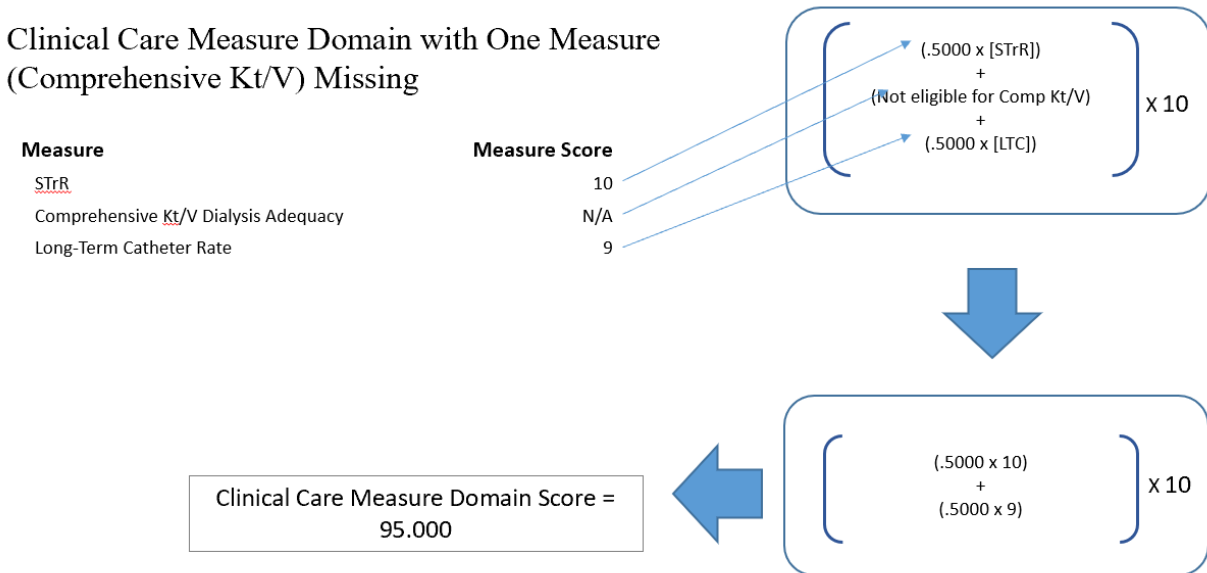 Clinical Care Measure Domain with One Measure
(Comprehensive Kt/V) Missing
Measure Measure Score
STrR 10
Comprehensive Kt/V Dialysis Adequacy N/A
Long-Term Catheter Rate 9
(.5000 x [STrR])
+
(Not eligible for Comp Kt/V)
+
(.5000 x [LTC])
X 10
(.5000 x 10)
+
(.5000 x 9)
X 10
Clinical Care Measure Domain Score =
95.000